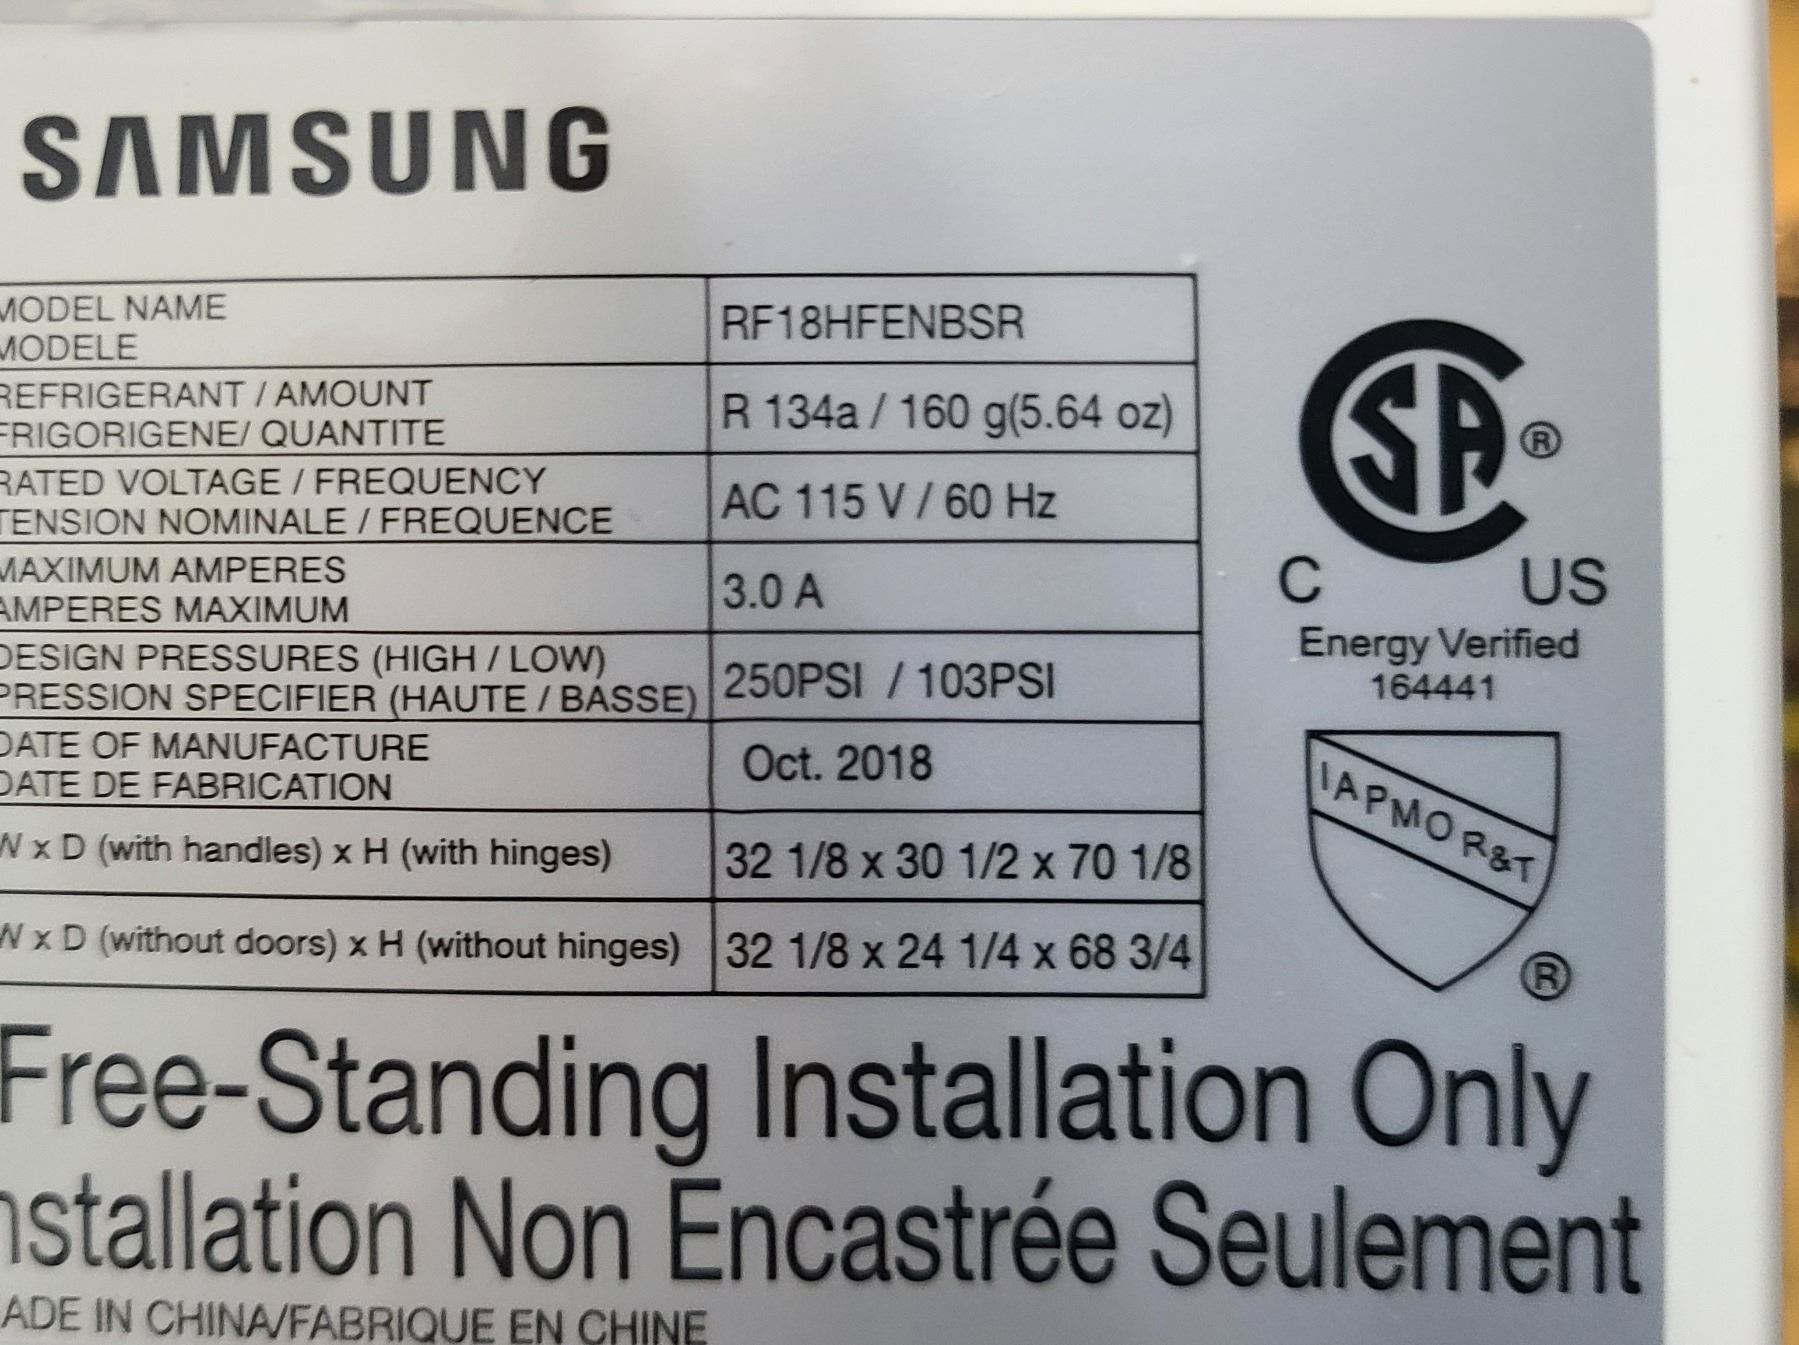 SAMSUNG
MODEL NAME
MODELE
RF18HFENBSR
REFRIGERANT / AMOUNT
FRIGORIGENE/ QUANTITE
R 134a / 160 g(5.64 oz)
RATED VOLTAGE / FREQUENCY
TENSION NOMINALE / FREQUENCE
AC 115 V / 60 Hz
MAXIMUM AMPERES
AMPERES MAXIMUM
3.0 A
DESIGN PRESSURES (HIGH / LOW)
PRESSION SPECIFIER (HAUTE / BASSE)
250PSI / 103PSI
DATE OF MANUFACTURE
DATE DE FABRICATION
Oct. 2018
W x D (with handles) x H (with hinges)
32 1/8 x 30 1/2 x 70 1/8
W x D (without doors) x H (without hinges)
32 1/8 x 24 1/4 x 68 3/4
CSA ®
C US
Energy Verified
164441
IAPMO R&T
®
Free-Standing Installation Only
nstallation Non Encastrée Seulement
ADE IN CHINA/FABRIQUE EN CHINE